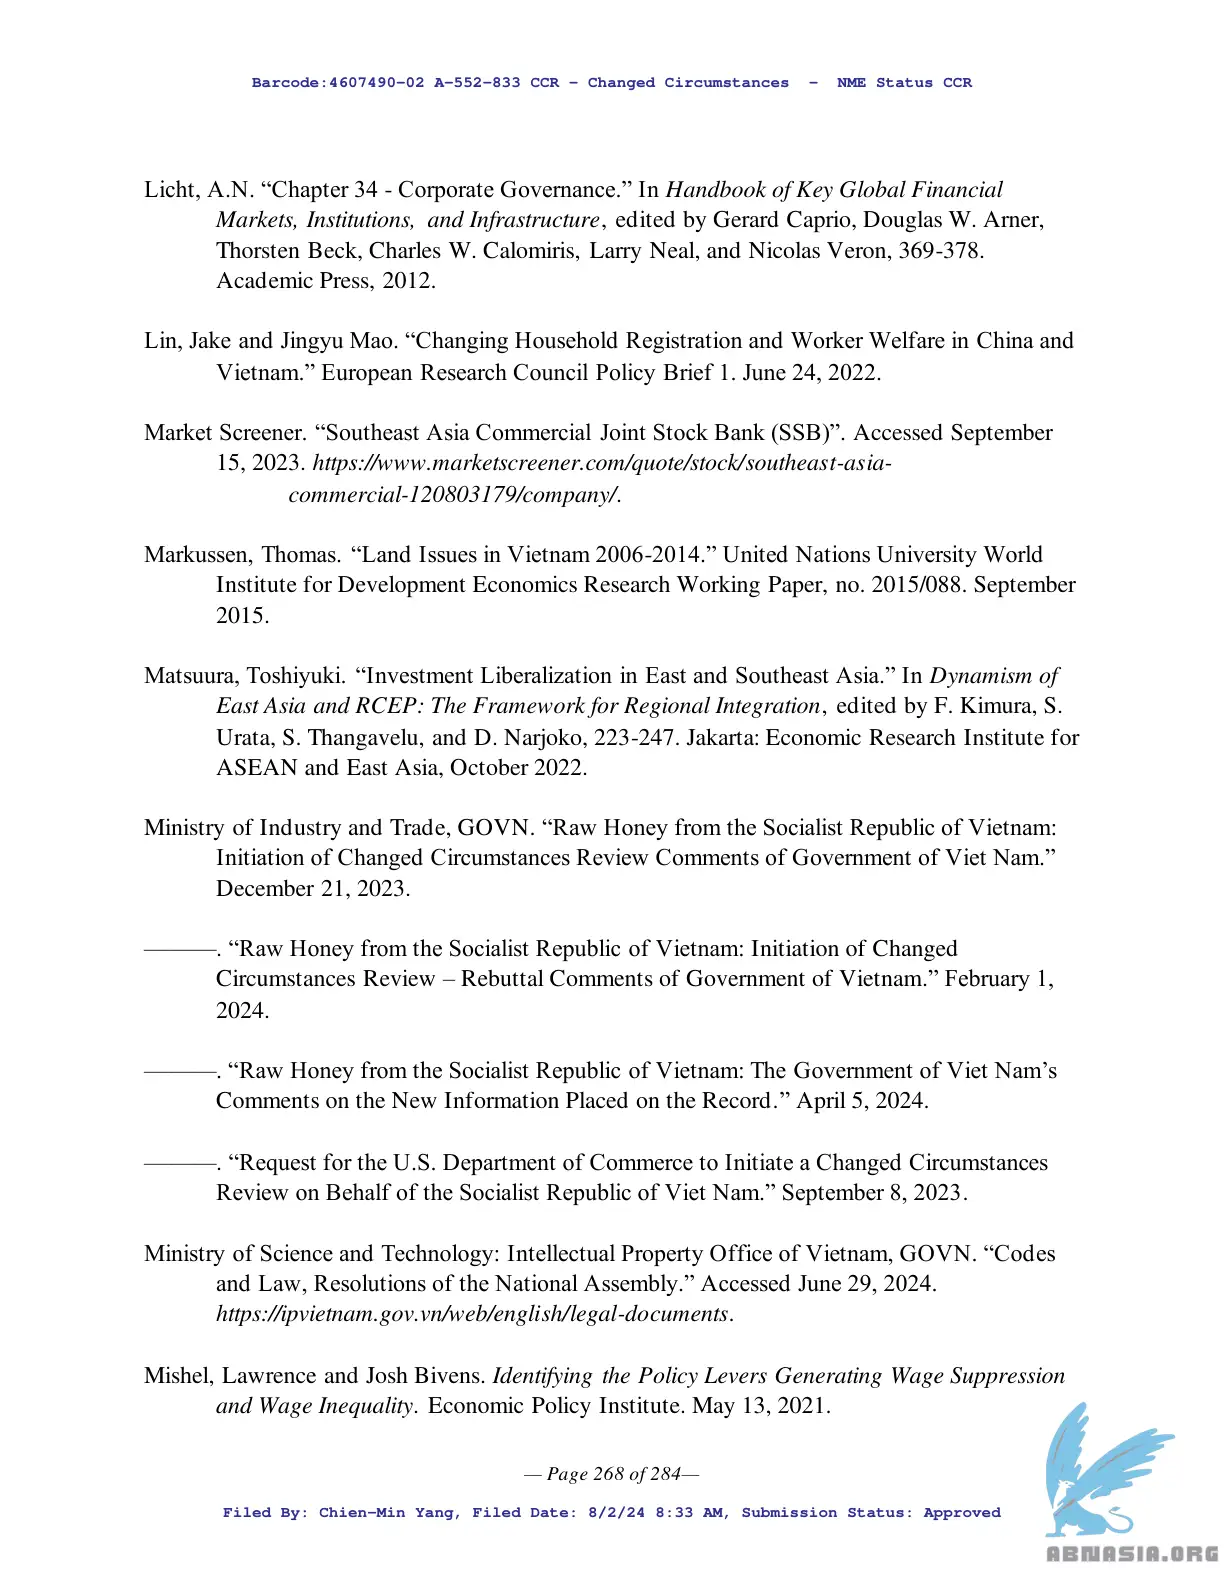 Barcode:4607490-02 A-552-833 CCR - Changed Circumstances - NME Status CCR
Licht, A.N. “Chapter 34 - Corporate Governance.” In Handbook of Key Global Financial
Markets, Institutions, and Infrastructure, edited by Gerard Caprio, Douglas W. Arner,
Thorsten Beck, Charles W. Calomiris, Larry Neal, and Nicolas Veron, 369-378.
Academic Press, 2012.
Lin, Jake and Jingyu Mao. “Changing Household Registration and Worker Welfare in China and
Vietnam.” European Research Council Policy Brief 1. June 24, 2022.
Market Screener. “Southeast Asia Commercial Joint Stock Bank (SSB)”. Accessed September
15, 2023. https://www.marketscreener.com/quote/stock/southeast-asia-
commercial-120803179/company/.
Markussen, Thomas. “Land Issues in Vietnam 2006-2014.” United Nations University World
Institute for Development Economics Research Working Paper, no. 2015/088. September
2015.
Matsuura, Toshiyuki. “Investment Liberalization in East and Southeast Asia.” In Dynamism of
East Asia and RCEP: The Framework for Regional Integration, edited by F. Kimura, S.
Urata, S. Thangavelu, and D. Narjoko, 223-247. Jakarta: Economic Research Institute for
ASEAN and East Asia, October 2022.
Ministry of Industry and Trade, GOVN. “Raw Honey from the Socialist Republic of Vietnam:
Initiation of Changed Circumstances Review Comments of Government of Viet Nam.”
December 21, 2023.
———. “Raw Honey from the Socialist Republic of Vietnam: Initiation of Changed
Circumstances Review – Rebuttal Comments of Government of Vietnam.” February 1,
2024.
———. “Raw Honey from the Socialist Republic of Vietnam: The Government of Viet Nam’s
Comments on the New Information Placed on the Record.” April 5, 2024.
———. “Request for the U.S. Department of Commerce to Initiate a Changed Circumstances
Review on Behalf of the Socialist Republic of Viet Nam.” September 8, 2023.
Ministry of Science and Technology: Intellectual Property Office of Vietnam, GOVN. “Codes
and Law, Resolutions of the National Assembly.” Accessed June 29, 2024.
https://ipvietnam.gov.vn/web/english/legal-documents.
Mishel, Lawrence and Josh Bivens. Identifying the Policy Levers Generating Wage Suppression
and Wage Inequality. Economic Policy Institute. May 13, 2021.
— Page 268 of 284—
Filed By: Chien-Min Yang, Filed Date: 8/2/24 8:33 AM, Submission Status: Approved
ABNASIA.ORG